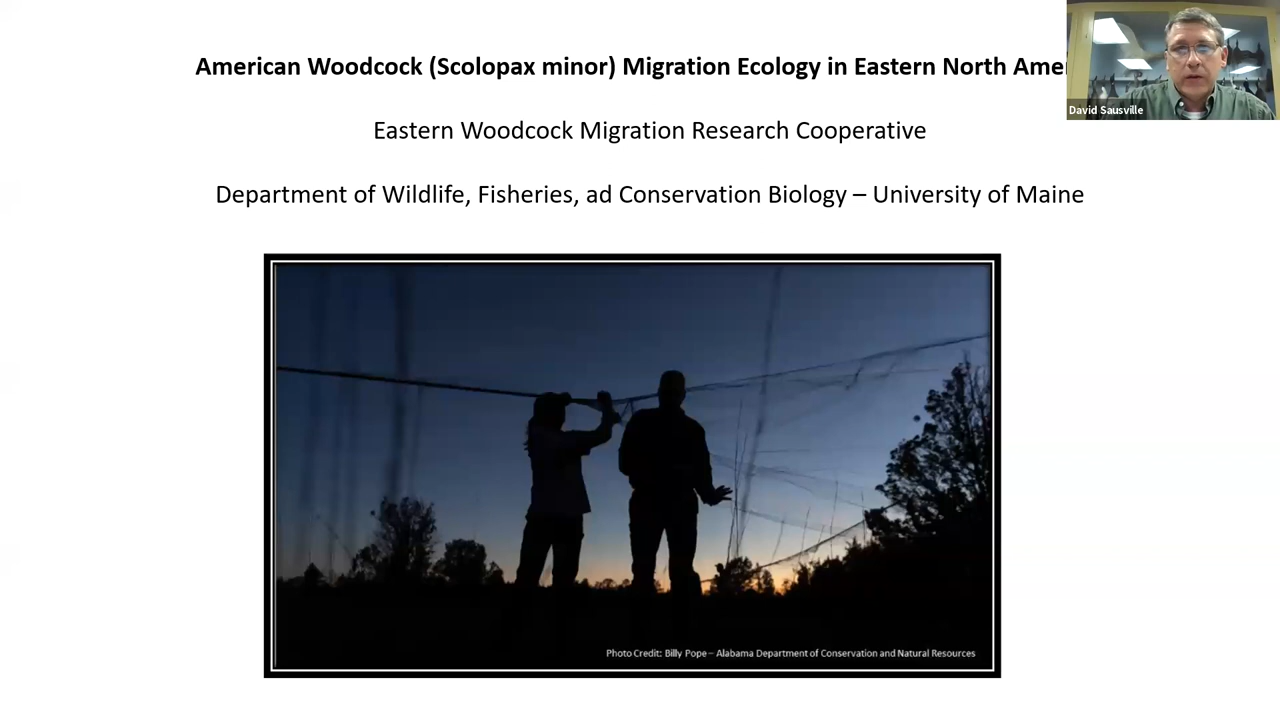 American Woodcock (Scolopax minor) Migration Ecology in Eastern North Amer
David Sausville
Eastern Woodcock Migration Research Cooperative
Department of Wildlife, Fisheries, ad Conservation Biology – University of Maine
Photo Credit: Billy Pope – Alabama Department of Conservation and Natural Resources